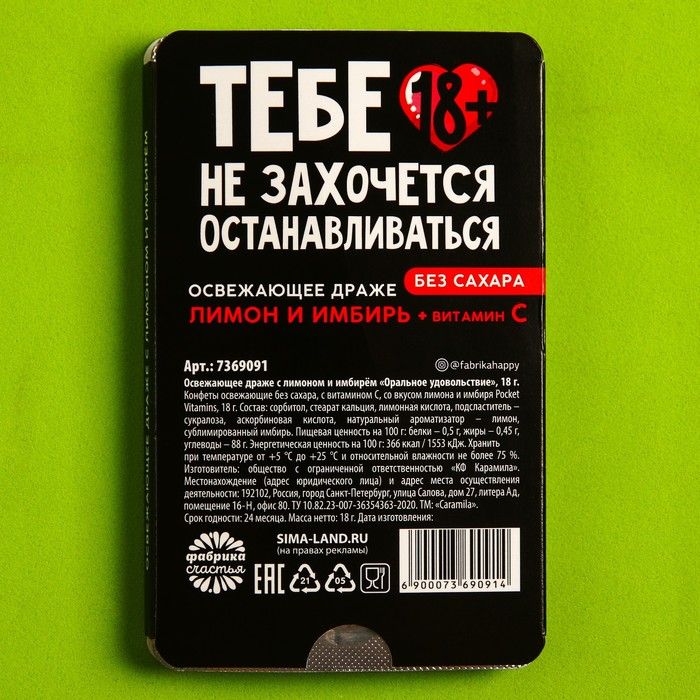 ТЕБЕ 18+
НЕ ЗАХОЧЕТСЯ
ОСТАНАВЛИВАТЬСЯ
ОСВЕЖАЮЩЕЕ ДРАЖЕ БЕЗ САХАРА
ЛИМОН И ИМБИРЬ + ВИТАМИН С
Арт.: 7369091 @fabrikahappy
Освежающее драже с лимоном и имбирём «Оральное удовольствие», 18 г.
Конфеты освежающие без сахара, с витамином С, со вкусом лимона и имбиря Pocket
Vitamins, 18 г. Состав: сорбитол, стеарат кальция, лимонная кислота, подсластитель –
сукралоза, аскорбиновая кислота, натуральный ароматизатор – лимон,
сублимированный имбирь. Пищевая ценность на 100 г: белки – 0,5 г, жиры – 0,45 г,
углеводы – 88 г. Энергетическая ценность на 100 г: 366 ккал / 1553 кДж. Хранить
при температуре от +5 °С до +25 °С и относительной влажности не более 75 %.
Изготовитель: общество с ограниченной ответственностью «КФ Карамила».
Местонахождение (адрес юридического лица) и адрес места осуществления
деятельности: 192102, Россия, город Санкт-Петербург, улица Салова, дом 27, литера Ад,
помещение 16-Н, офис 80. ТУ 10.82.23-007-36354363-2020. ТМ: «Caramila».
Срок годности: 24 месяца. Масса нетто: 18 г. Дата изготовления:
фабрика
счастья
SIMA-LAND.RU
(на правах рекламы)
EAC 21 05
6 900073 690914
ОСВЕЖАЮЩЕЕ ДРАЖЕ С ЛИМОНОМ И ИМБИРЁМ